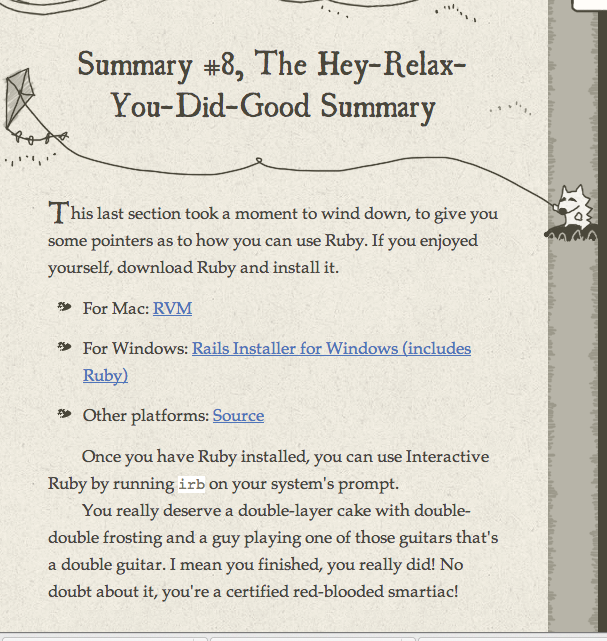 Summary #8, The Hey-Relax-
You-Did-Good Summary
This last section took a moment to wind down, to give you
some pointers as to how you can use Ruby. If you enjoyed
yourself, download Ruby and install it.
For Mac: RVM
For Windows: Rails Installer for Windows (includes
Ruby)
Other platforms: Source
Once you have Ruby installed, you can use Interactive
Ruby by running irb on your system's prompt.
You really deserve a double-layer cake with double-
double frosting and a guy playing one of those guitars that's
a double guitar. I mean you finished, you really did! No
doubt about it, you're a certified red-blooded smartiac!